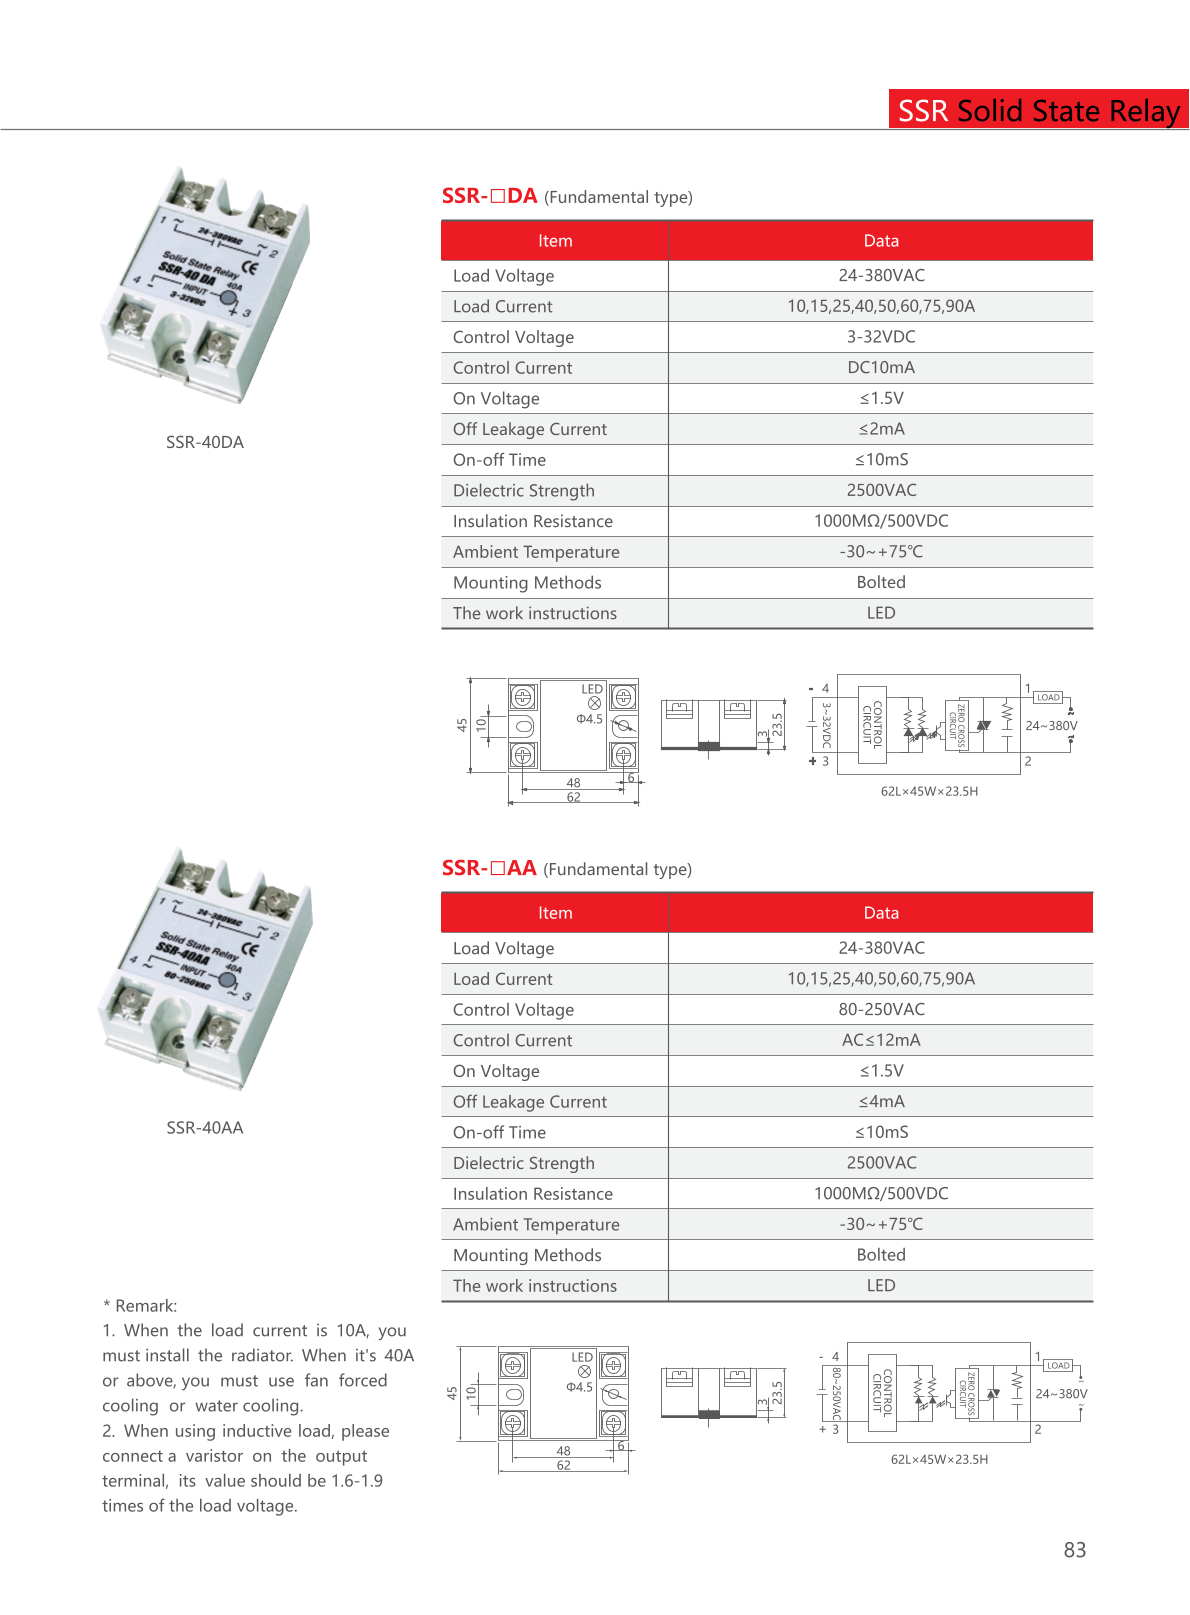 SSR Solid State Relay
1 ~ 24-380VAC ~ 2
Solid State Relay CE
SSR-40 DA 40A
4 - INPUT + 3
3-32VDC
SSR-40DA
SSR-□DA (Fundamental type)
Item Data
Load Voltage 24-380VAC
Load Current 10,15,25,40,50,60,75,90A
Control Voltage 3-32VDC
Control Current DC10mA
On Voltage ≤1.5V
Off Leakage Current ≤2mA
On-off Time ≤10mS
Dielectric Strength 2500VAC
Insulation Resistance 1000MΩ/500VDC
Ambient Temperature -30~+75℃
Mounting Methods Bolted
The work instructions LED
LED
Φ4.5
45
10
48
6
62
3
23.5
- 4
3~32VDC
+ 3
CONTROL
CIRCUIT
ZERO CROSS
CIRCUIT
1
LOAD
~
24~380V
~
2
62L×45W×23.5H
1 ~ 24-380VAC ~ 2
Solid State Relay CE
SSR-40AA 40A
4 ~ INPUT ~ 3
80-250VAC
SSR-40AA
SSR-□AA (Fundamental type)
Item Data
Load Voltage 24-380VAC
Load Current 10,15,25,40,50,60,75,90A
Control Voltage 80-250VAC
Control Current AC≤12mA
On Voltage ≤1.5V
Off Leakage Current ≤4mA
On-off Time ≤10mS
Dielectric Strength 2500VAC
Insulation Resistance 1000MΩ/500VDC
Ambient Temperature -30~+75℃
Mounting Methods Bolted
The work instructions LED
* Remark:
1. When the load current is 10A, you
must install the radiator. When it's 40A
or above, you must use fan forced
cooling or water cooling.
2. When using inductive load, please
connect a varistor on the output
terminal, its value should be 1.6-1.9
times of the load voltage.
LED
Φ4.5
45
10
48
6
62
3
23.5
- 4
80~250VAC
+ 3
CONTROL
CIRCUIT
ZERO CROSS
CIRCUIT
1
LOAD
~
24~380V
~
2
62L×45W×23.5H
83